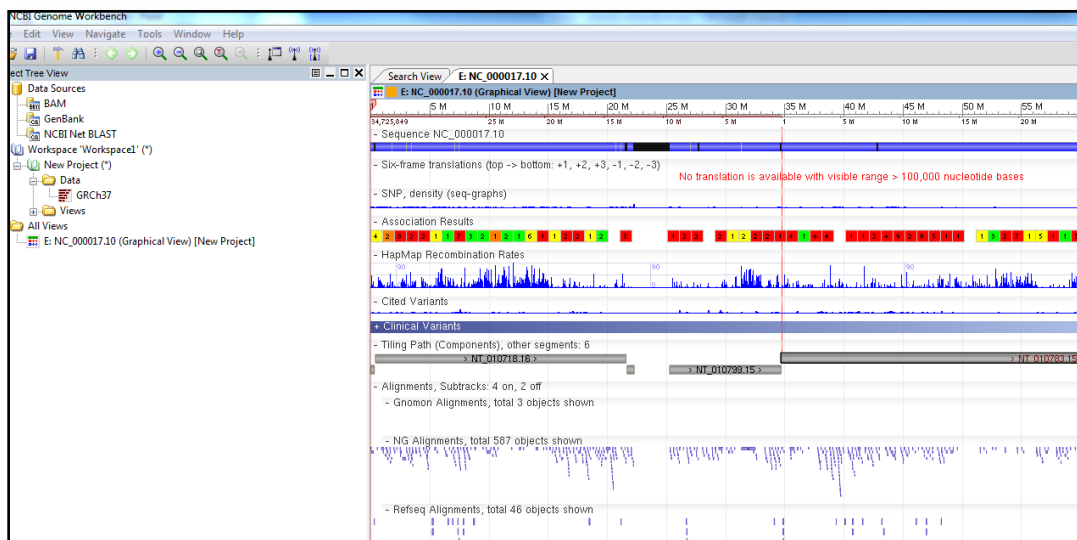 NCBI Genome Workbench
Edit View Navigate Tools Window Help
ect Tree View
Data Sources
BAM
GenBank
NCBI Net BLAST
Workspace 'Workspace1' (*)
New Project (*)
Data
GRCh37
Views
All Views
E: NC_000017.10 (Graphical View) [New Project]
Search View E: NC_000017.10
E: NC_000017.10 (Graphical View) [New Project]
5 M 10 M 15 M 20 M 25 M 30 M 35 M 40 M 45 M 50 M 55 M
34,725,849 25 M 20 M 15 M 10 M 5 M 1 5 M 10 M 15 M 20 M
- Sequence NC_000017.10
- Six-frame translations (top -> bottom: +1, +2, +3, -1, -2, -3)
No translation is available with visible range > 100,000 nucleotide bases
- SNP, density (seq-graphs)
- Association Results
- HapMap Recombination Rates
90 90 90
- Cited Variants
+ Clinical Variants
- Tiling Path (Components), other segments: 6
> NT_010718.16 > > NT_010783.15
> NT_010799.15 >
- Alignments, Subtracks: 4 on, 2 off
- Gnomon Alignments, total 3 objects shown
- NG Alignments, total 587 objects shown
- Refseq Alignments, total 46 objects shown